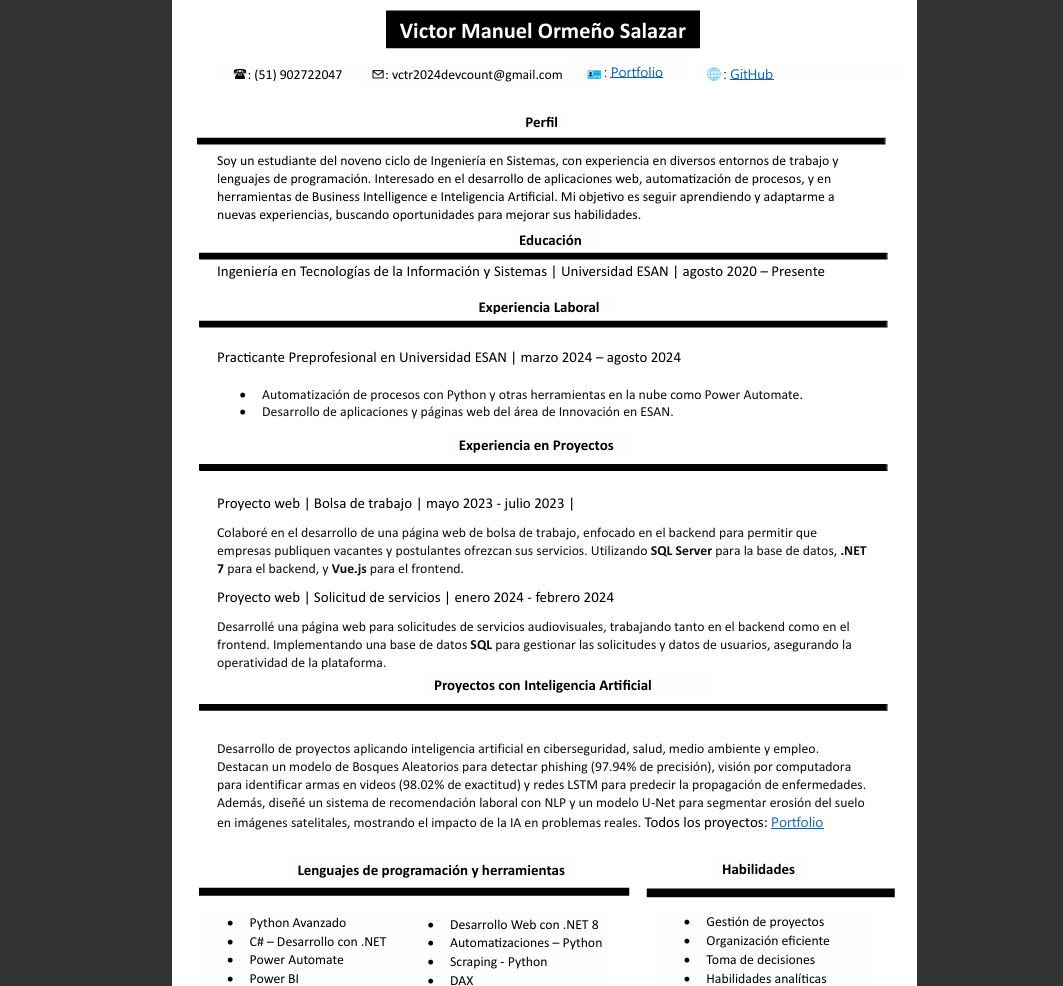 Victor Manuel Ormeño Salazar
☎: (51) 902722047 ✉: vctr2024devcount@gmail.com : Portfolio : GitHub
Perfil
Soy un estudiante del noveno ciclo de Ingeniería en Sistemas, con experiencia en diversos entornos de trabajo y
lenguajes de programación. Interesado en el desarrollo de aplicaciones web, automatización de procesos, y en
herramientas de Business Intelligence e Inteligencia Artificial. Mi objetivo es seguir aprendiendo y adaptarme a
nuevas experiencias, buscando oportunidades para mejorar sus habilidades.
Educación
Ingeniería en Tecnologías de la Información y Sistemas | Universidad ESAN | agosto 2020 – Presente
Experiencia Laboral
Practicante Preprofesional en Universidad ESAN | marzo 2024 – agosto 2024
• Automatización de procesos con Python y otras herramientas en la nube como Power Automate.
• Desarrollo de aplicaciones y páginas web del área de Innovación en ESAN.
Experiencia en Proyectos
Proyecto web | Bolsa de trabajo | mayo 2023 - julio 2023 |
Colaboré en el desarrollo de una página web de bolsa de trabajo, enfocado en el backend para permitir que
empresas publiquen vacantes y postulantes ofrezcan sus servicios. Utilizando SQL Server para la base de datos, .NET
7 para el backend, y Vue.js para el frontend.
Proyecto web | Solicitud de servicios | enero 2024 - febrero 2024
Desarrollé una página web para solicitudes de servicios audiovisuales, trabajando tanto en el backend como en el
frontend. Implementando una base de datos SQL para gestionar las solicitudes y datos de usuarios, asegurando la
operatividad de la plataforma.
Proyectos con Inteligencia Artificial
Desarrollo de proyectos aplicando inteligencia artificial en ciberseguridad, salud, medio ambiente y empleo.
Destacan un modelo de Bosques Aleatorios para detectar phishing (97.94% de precisión), visión por computadora
para identificar armas en videos (98.02% de exactitud) y redes LSTM para predecir la propagación de enfermedades.
Además, diseñé un sistema de recomendación laboral con NLP y un modelo U-Net para segmentar erosión del suelo
en imágenes satelitales, mostrando el impacto de la IA en problemas reales. Todos los proyectos: Portfolio
Lenguajes de programación y herramientas
• Python Avanzado
• C# – Desarrollo con .NET
• Power Automate
• Power BI
• Desarrollo Web con .NET 8
• Automatizaciones – Python
• Scraping - Python
• DAX
Habilidades
• Gestión de proyectos
• Organización eficiente
• Toma de decisiones
• Habilidades analíticas